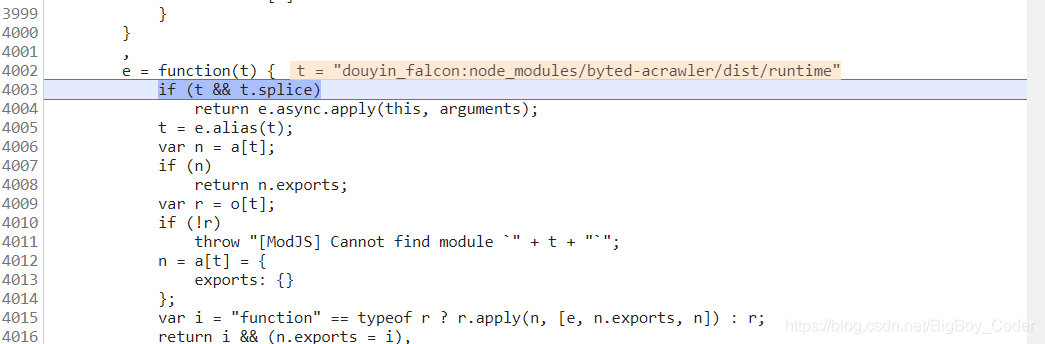 3999 }
4000 }
4001 ,
4002 e = function(t) { t = "douyin_falcon:node_modules/byted-acrawler/dist/runtime"
4003 if (t && t.splice)
4004 return e.async.apply(this, arguments);
4005 t = e.alias(t);
4006 var n = a[t];
4007 if (n)
4008 return n.exports;
4009 var r = o[t];
4010 if (!r)
4011 throw "[ModJS] Cannot find module `" + t + "`";
4012 n = a[t] = {
4013 exports: {}
4014 };
4015 var i = "function" == typeof r ? r.apply(n, [e, n.exports, n]) : r;
4016 return i && (n.exports = i),
https://blog.csdn.net/BigBoy_Coder